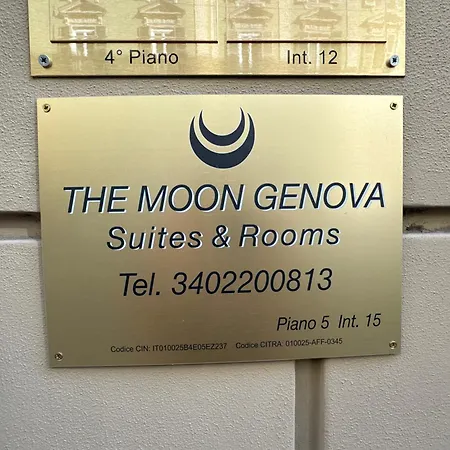 4° Piano Int. 12
THE MOON GENOVA
Suites & Rooms
Tel. 3402200813
Piano 5 Int. 15
Codice CIN: IT010025B4E05EZ237 Codice CITRA: 010025-AFF-0345